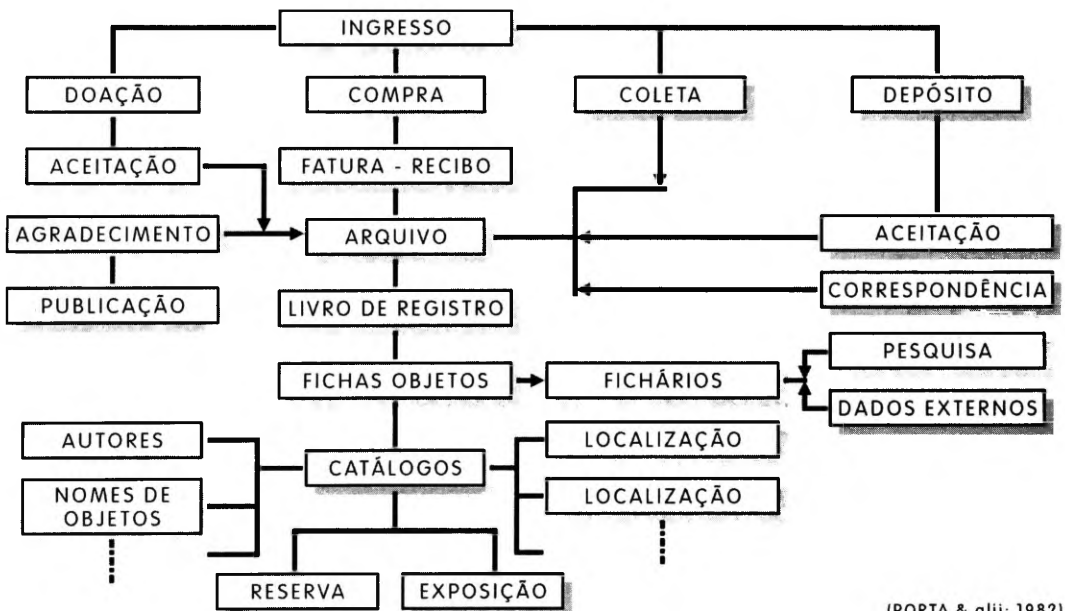 INGRESSO
DOAÇÃO
COMPRA
COLETA
DEPÓSITO
ACEITAÇÃO
FATURA - RECIBO
AGRADECIMENTO
ARQUIVO
ACEITAÇÃO
PUBLICAÇÃO
LIVRO DE REGISTRO
CORRESPONDÊNCIA
FICHAS OBJETOS
FICHÁRIOS
PESQUISA
DADOS EXTERNOS
AUTORES
CATÁLOGOS
LOCALIZAÇÃO
NOMES DE
OBJETOS
LOCALIZAÇÃO
RESERVA
EXPOSIÇÃO
(PORTA & alii; 1982)